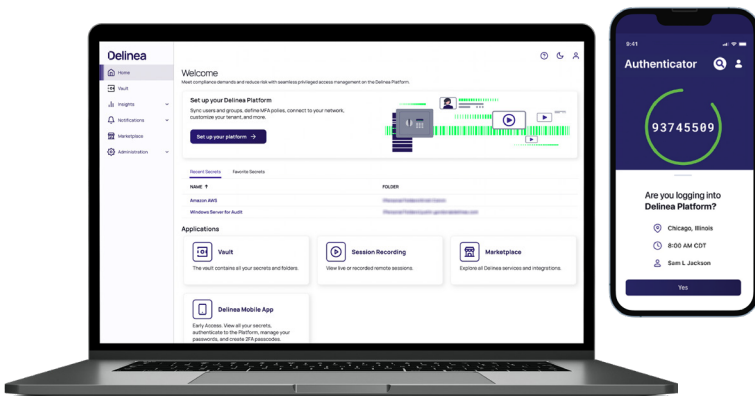 Delinea
Home
Vault
Insights
Notifications
Marketplace
Administration
Welcome
Meet compliance demands and reduce risk with seamless privileged access management on the Delinea Platform.
Set up your Delinea Platform
Sync users and groups, define MFA policies, connect to your network,
customize your tenant, and more.
Set up your platform →
Recent Secrets Favorite Secrets
NAME ↑ FOLDER
Amazon AWS
Windows Server for Audit
Applications
Vault
The vault contains all your secrets and folders.
Session Recording
View live or recorded remote sessions.
Marketplace
Explore all Delinea services and integrations.
Delinea Mobile App
Early Access. View all your secrets,
authenticate to the Platform, manage your
passwords, and create 2FA passcodes.
9:41
Authenticator
93745509
Are you logging into
Delinea Platform?
Chicago, Illinois
8:00 AM CDT
Sam L Jackson
Yes